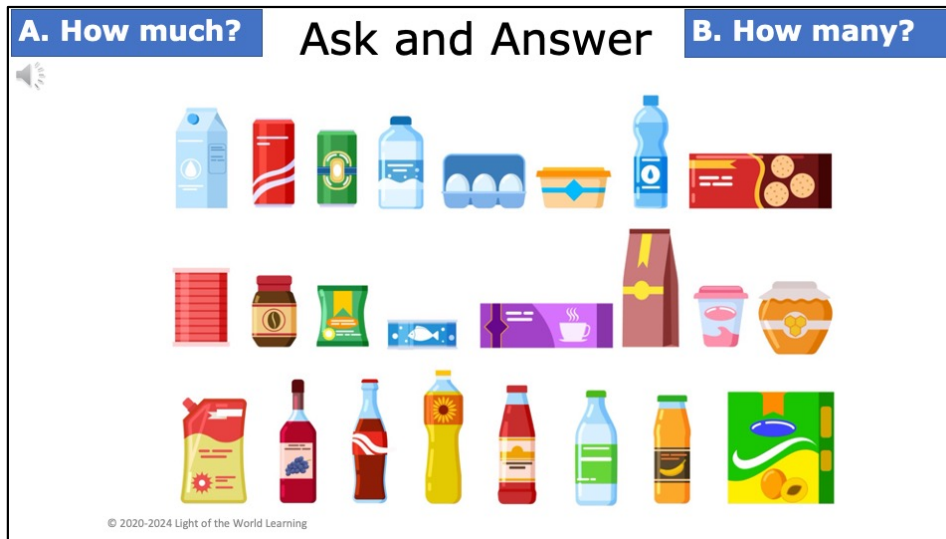 A. How much?
Ask and Answer
B. How many?
© 2020-2024 Light of the World Learning